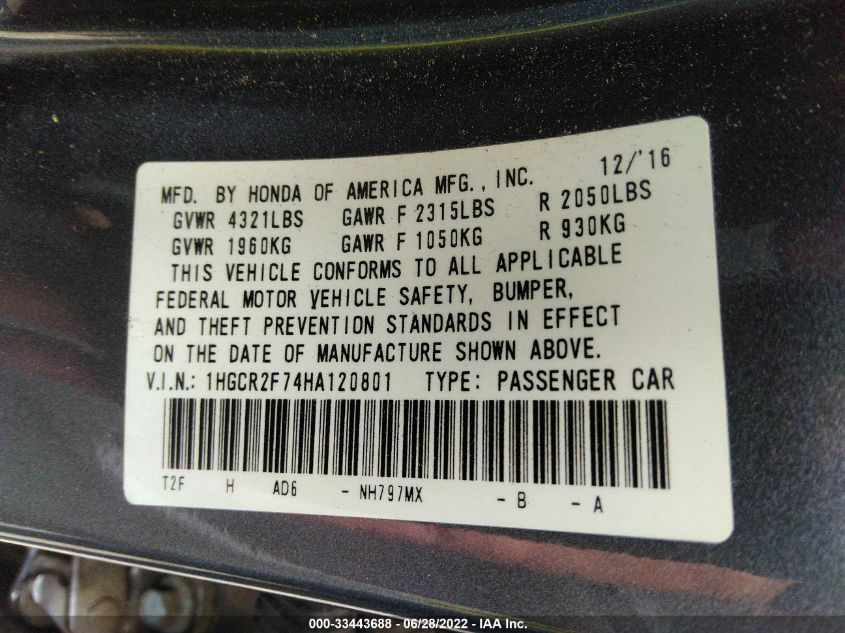 12/'16
MFD. BY HONDA OF AMERICA MFG., INC.
GVWR 4321LBS GAWR F 2315LBS R 2050LBS
GVWR 1960KG GAWR F 1050KG R 930KG
THIS VEHICLE CONFORMS TO ALL APPLICABLE
FEDERAL MOTOR VEHICLE SAFETY, BUMPER,
AND THEFT PREVENTION STANDARDS IN EFFECT
ON THE DATE OF MANUFACTURE SHOWN ABOVE.
V.I.N.: 1HGCR2F74HA120801 TYPE: PASSENGER CAR
T2F H AD6 - NH797MX - B - A
000-33443688 - 06/28/2022 - IAA Inc.